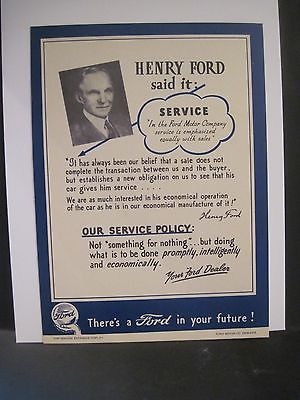 HENRY FORD
said it:
SERVICE
"In the Ford Motor Company
service is emphasized
equally with sales"
"It has always been our belief that a sale does not
complete the transaction between us and the buyer,
but establishes a new obligation on us to see that his
car gives him service . . . .
We are as much interested in his economical operation
of the car as he is in our economical manufacture of it!"
Henry Ford
OUR SERVICE POLICY:
Not "something for nothing"... but doing
what is to be done promptly, intelligently
and economically.
Your Ford Dealer
Ford
There's a Ford in your future!